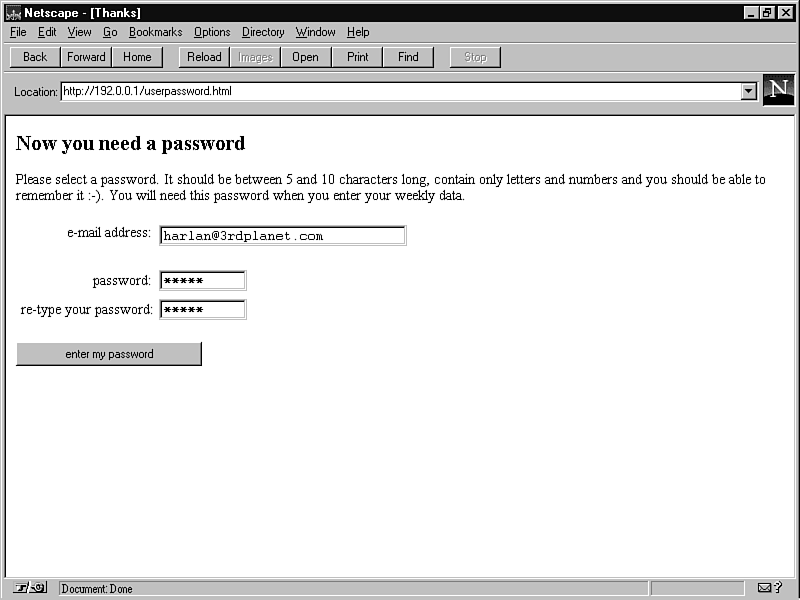 Netscape - [Thanks]
File Edit View Go Bookmarks Options Directory Window Help
Back Forward Home Reload Images Open Print Find Stop
Location: http://192.0.0.1/userpassword.html
N
Now you need a password
Please select a password. It should be between 5 and 10 characters long, contain only letters and numbers and you should be able to
remember it :-). You will need this password when you enter your weekly data.
e-mail address: harlan@3rdplanet.com
password: *****
re-type your password: *****
enter my password
Document: Done
?